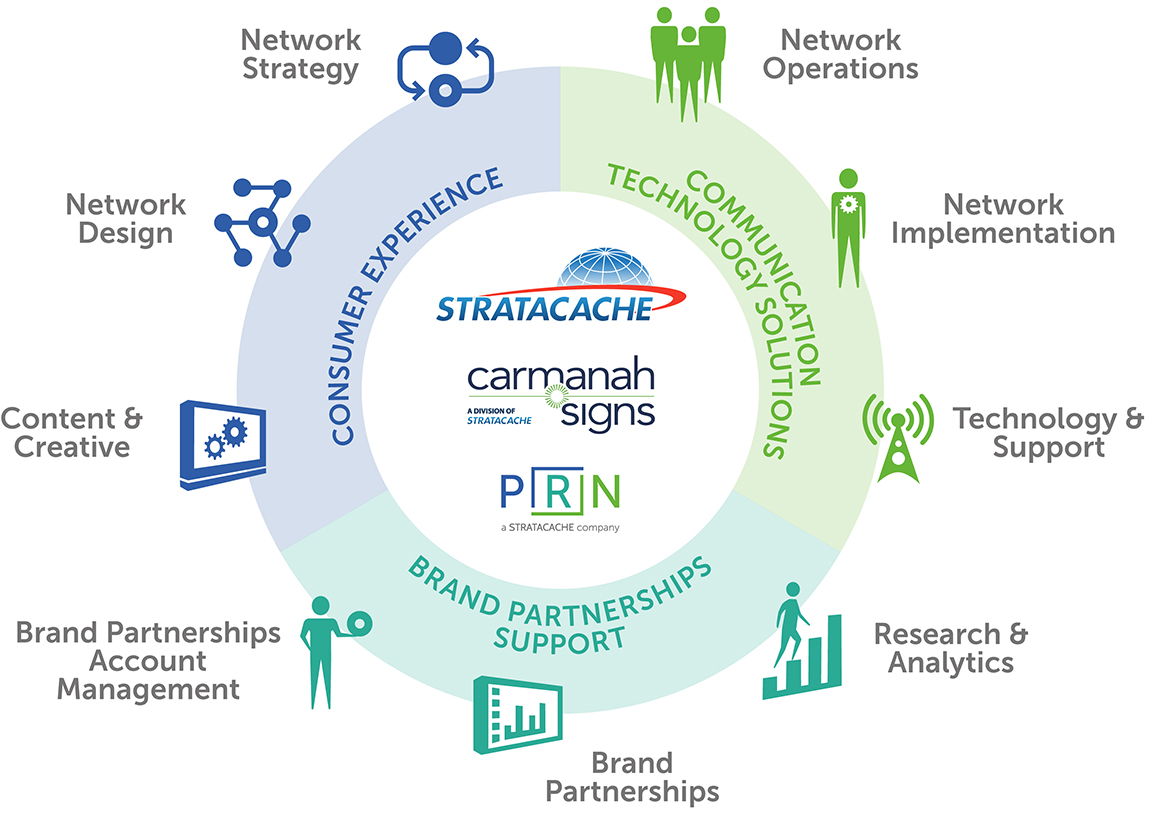 Network
Strategy
Network
Operations
Network
Design
Network
Implementation
Content &
Creative
Technology &
Support
Brand Partnerships
Account
Management
Research &
Analytics
Brand
Partnerships
CONSUMER EXPERIENCE
COMMUNICATION
TECHNOLOGY SOLUTIONS
BRAND PARTNERSHIPS
SUPPORT
STRATACACHE
carmanah
signs
A DIVISION OF
STRATACACHE
PRN
a STRATACACHE company